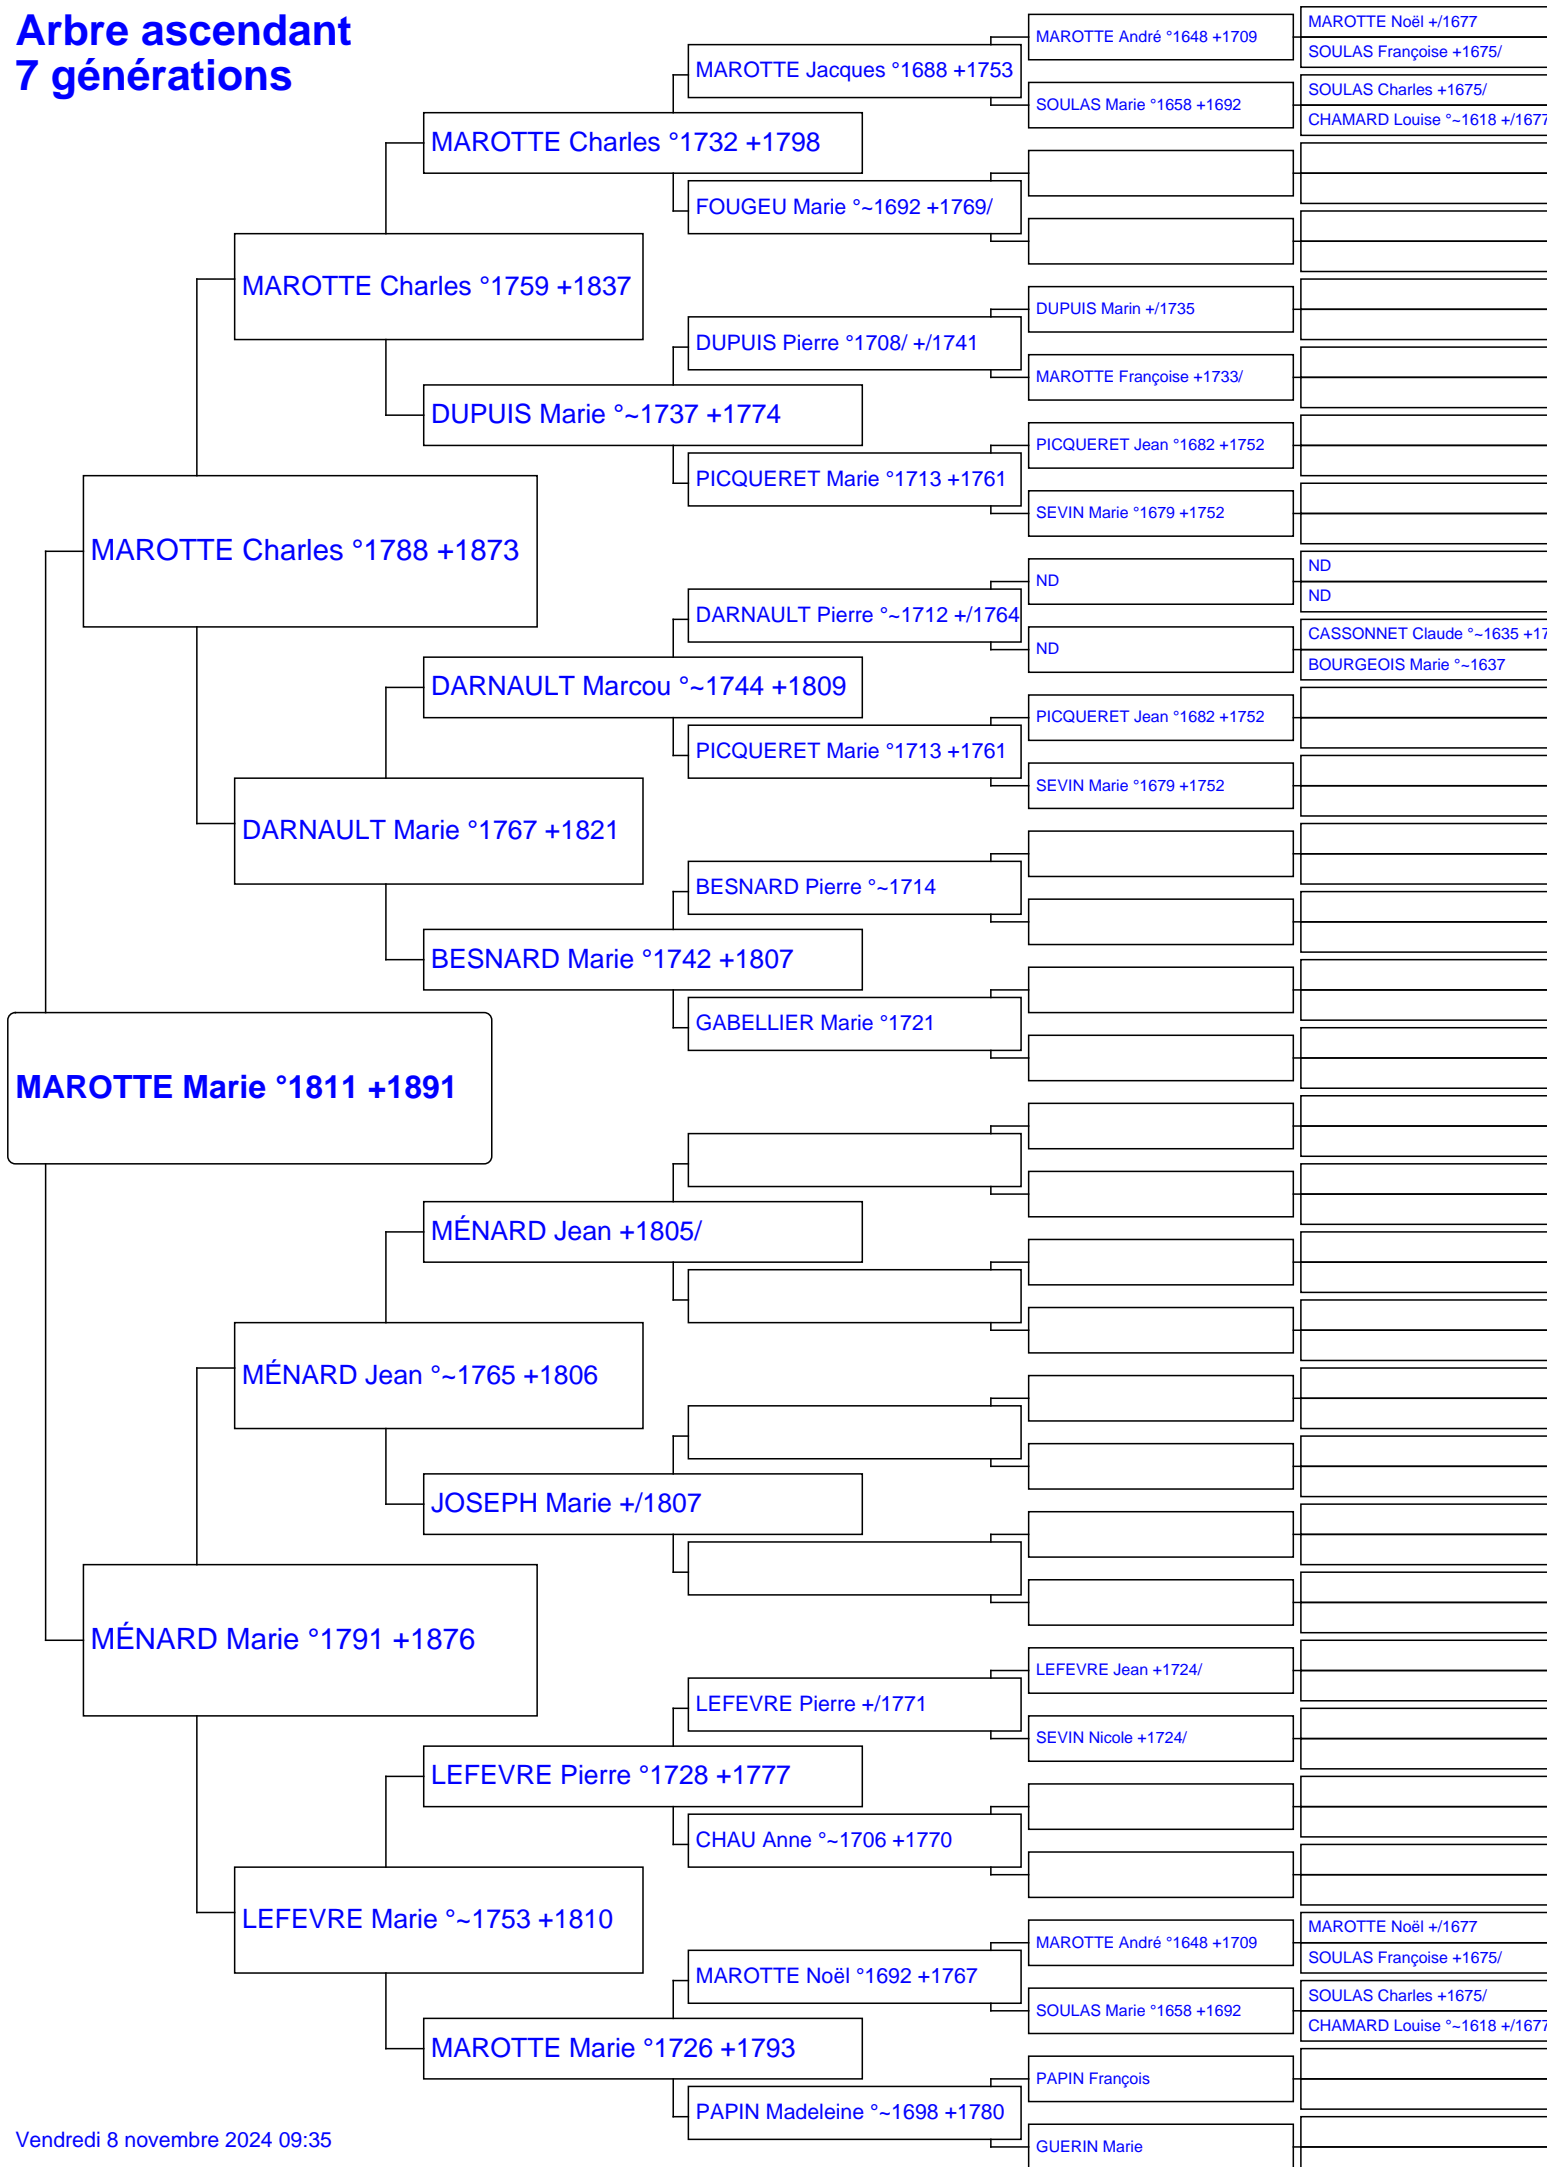 Arbre ascendant
7 générations
MAROTTE Marie °1811 +1891
MAROTTE Charles °1788 +1873
MÉNARD Marie °1791 +1876
MAROTTE Charles °1759 +1837
DARNAULT Marie °1767 +1821
MÉNARD Jean °~1765 +1806
LEFEVRE Marie °~1753 +1810
MAROTTE Charles °1732 +1798
DUPUIS Marie °~1737 +1774
DARNAULT Marcou °~1744 +1809
BESNARD Marie °1742 +1807
MÉNARD Jean +1805/
JOSEPH Marie +/1807
LEFEVRE Pierre °1728 +1777
MAROTTE Marie °1726 +1793
MAROTTE Jacques °1688 +1753
FOUGEU Marie °~1692 +1769/
DUPUIS Pierre °1708/ +/1741
PICQUERET Marie °1713 +1761
DARNAULT Pierre °~1712 +/1764
PICQUERET Marie °1713 +1761
BESNARD Pierre °~1714
GABELLIER Marie °1721
LEFEVRE Pierre +/1771
CHAU Anne °~1706 +1770
MAROTTE Noël °1692 +1767
PAPIN Madeleine °~1698 +1780
MAROTTE André °1648 +1709
SOULAS Marie °1658 +1692
DUPUIS Marin +/1735
MAROTTE Françoise +1733/
PICQUERET Jean °1682 +1752
SEVIN Marie °1679 +1752
ND
ND
PICQUERET Jean °1682 +1752
SEVIN Marie °1679 +1752
LEFEVRE Jean +1724/
SEVIN Nicole +1724/
MAROTTE André °1648 +1709
SOULAS Marie °1658 +1692
PAPIN François
GUERIN Marie
MAROTTE Noël +/1677
SOULAS Françoise +1675/
SOULAS Charles +1675/
CHAMARD Louise °~1618 +/1677
ND
ND
CASSONNET Claude °~1635 +17
BOURGEOIS Marie °~1637
MAROTTE Noël +/1677
SOULAS Françoise +1675/
SOULAS Charles +1675/
CHAMARD Louise °~1618 +/1677
Vendredi 8 novembre 2024 09:35